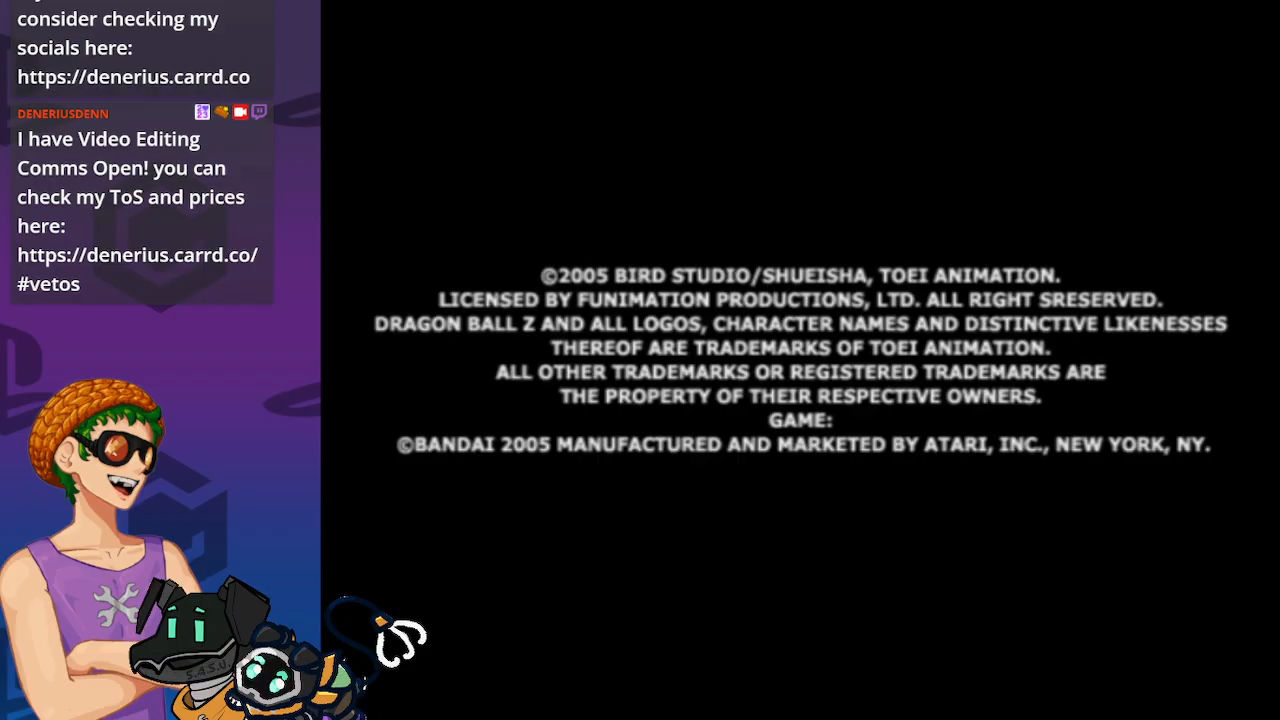 consider checking my
socials here:
https://denerius.carrd.co
DENERIUSDENN
I have Video Editing
Comms Open! you can
check my ToS and prices
here:
https://denerius.carrd.co/
#vetos
©2005 BIRD STUDIO/SHUEISHA, TOEI ANIMATION.
LICENSED BY FUNIMATION PRODUCTIONS, LTD. ALL RIGHT SRESERVED.
DRAGON BALL Z AND ALL LOGOS, CHARACTER NAMES AND DISTINCTIVE LIKENESSES
THEREOF ARE TRADEMARKS OF TOEI ANIMATION.
ALL OTHER TRADEMARKS OR REGISTERED TRADEMARKS ARE
THE PROPERTY OF THEIR RESPECTIVE OWNERS.
GAME:
©BANDAI 2005 MANUFACTURED AND MARKETED BY ATARI, INC., NEW YORK, NY.
S.A.S.U.